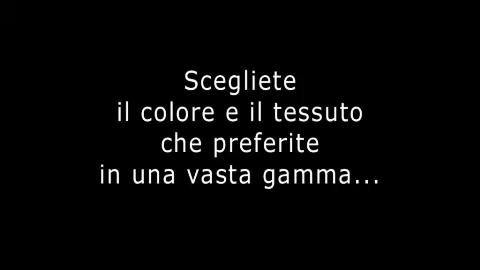 Scegliete
il colore e il tessuto
che preferite
in una vasta gamma...